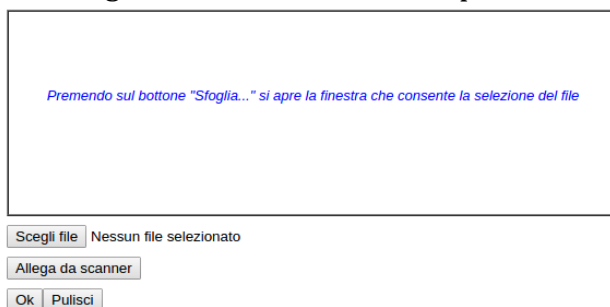 Premendo sul bottone "Sfoglia..." si apre la finestra che consente la selezione del file
Scegli file Nessun file selezionato
Allega da scanner
Ok Pulisci